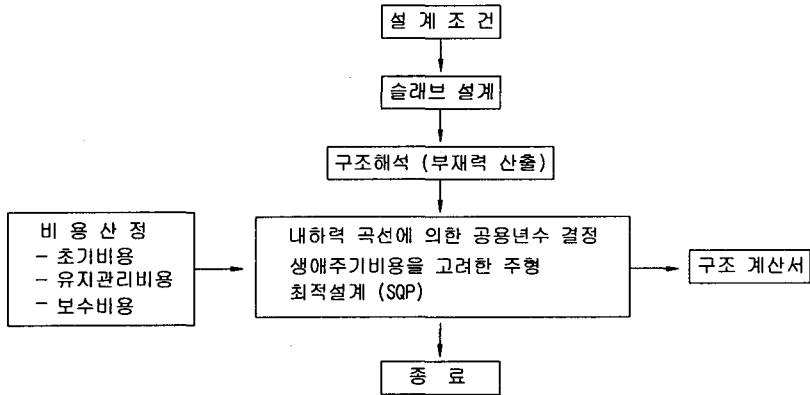 설 계 조 건
슬래브 설계
구조해석 (부재력 산출)
비 용 산 정
- 초기비용
- 유지관리비용
- 보수비용
내하력 곡선에 의한 공용년수 결정
생애주기비용을 고려한 주형
최적설계 (SQP)
구조 계산서
종 료